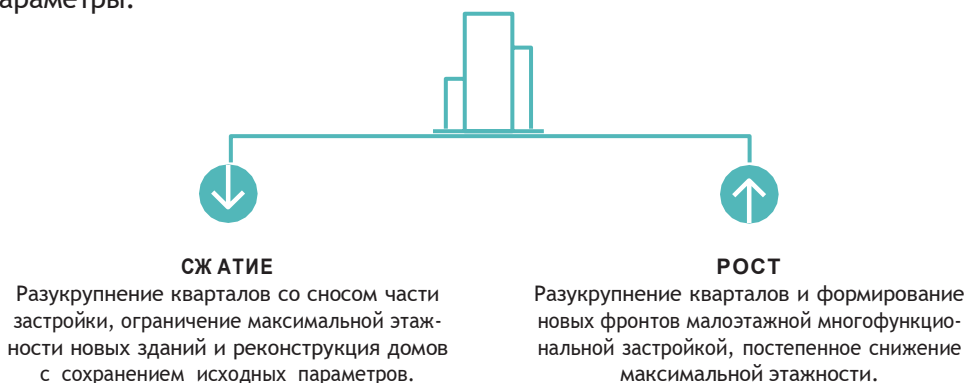 араметры.
СЖАТИЕ
Разукрупнение кварталов со сносом части
застройки, ограничение максимальной этаж-
ности новых зданий и реконструкция домов
с сохранением исходных параметров.
РОСТ
Разукрупнение кварталов и формирование
новых фронтов малоэтажной многофункцио-
нальной застройкой, постепенное снижение
максимальной этажности.